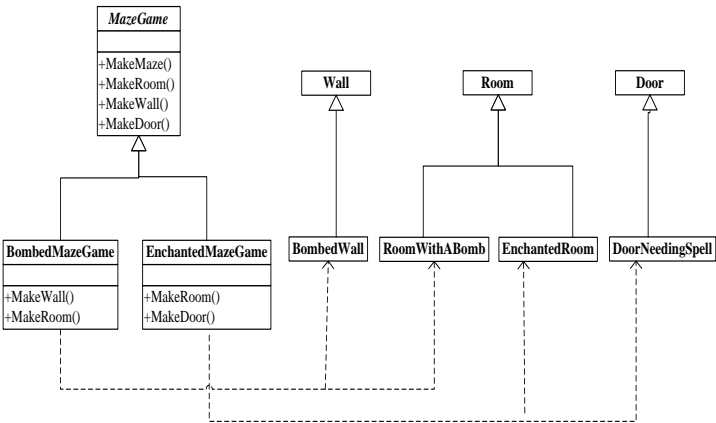 MazeGame
+MakeMaze()
+MakeRoom()
+MakeWall()
+MakeDoor()
Wall
Room
Door
BombedMazeGame
+MakeWall()
+MakeRoom()
EnchantedMazeGame
+MakeRoom()
+MakeDoor()
BombedWall
RoomWithABomb
EnchantedRoom
DoorNeedingSpell